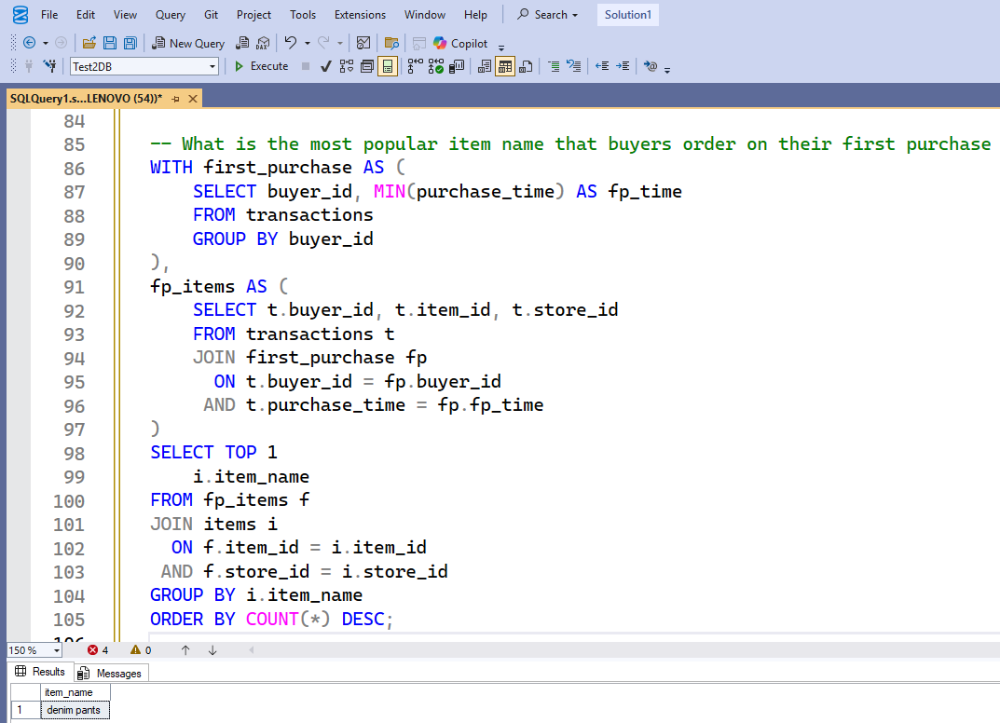 File Edit View Query Git Project Tools Extensions Window Help Search Solution1
New Query DAX Copilot
Test2DB Execute
SQLQuery1.s...LENOVO (54))*
84
85 -- What is the most popular item name that buyers order on their first purchase
86 WITH first_purchase AS (
87 SELECT buyer_id, MIN(purchase_time) AS fp_time
88 FROM transactions
89 GROUP BY buyer_id
90 ),
91 fp_items AS (
92 SELECT t.buyer_id, t.item_id, t.store_id
93 FROM transactions t
94 JOIN first_purchase fp
95 ON t.buyer_id = fp.buyer_id
96 AND t.purchase_time = fp.fp_time
97 )
98 SELECT TOP 1
99 i.item_name
100 FROM fp_items f
101 JOIN items i
102 ON f.item_id = i.item_id
103 AND f.store_id = i.store_id
104 GROUP BY i.item_name
105 ORDER BY COUNT(*) DESC;
106
150 % 4 0
Results Messages
item_name
1 denim pants